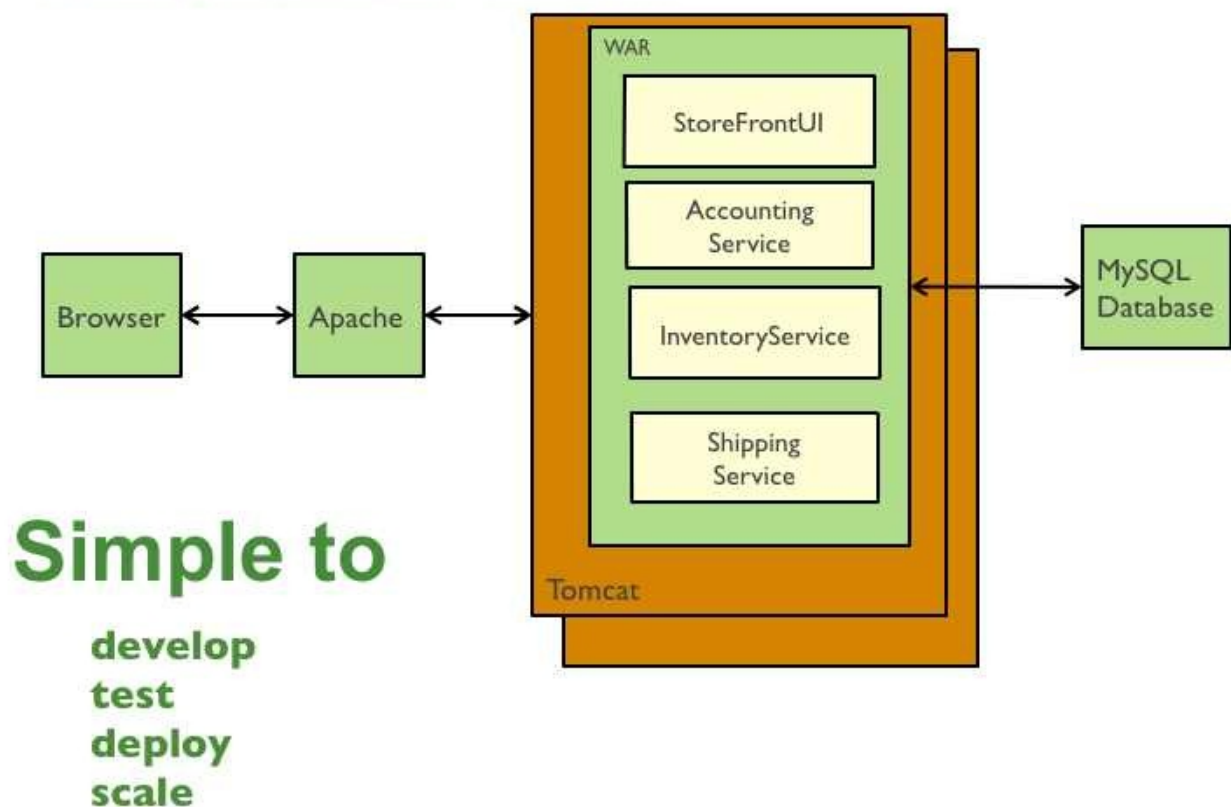 WAR
StoreFrontUI
Accounting
Service
InventoryService
Shipping
Service
Tomcat
Browser
Apache
MySQL
Database
Simple to
develop
test
deploy
scale